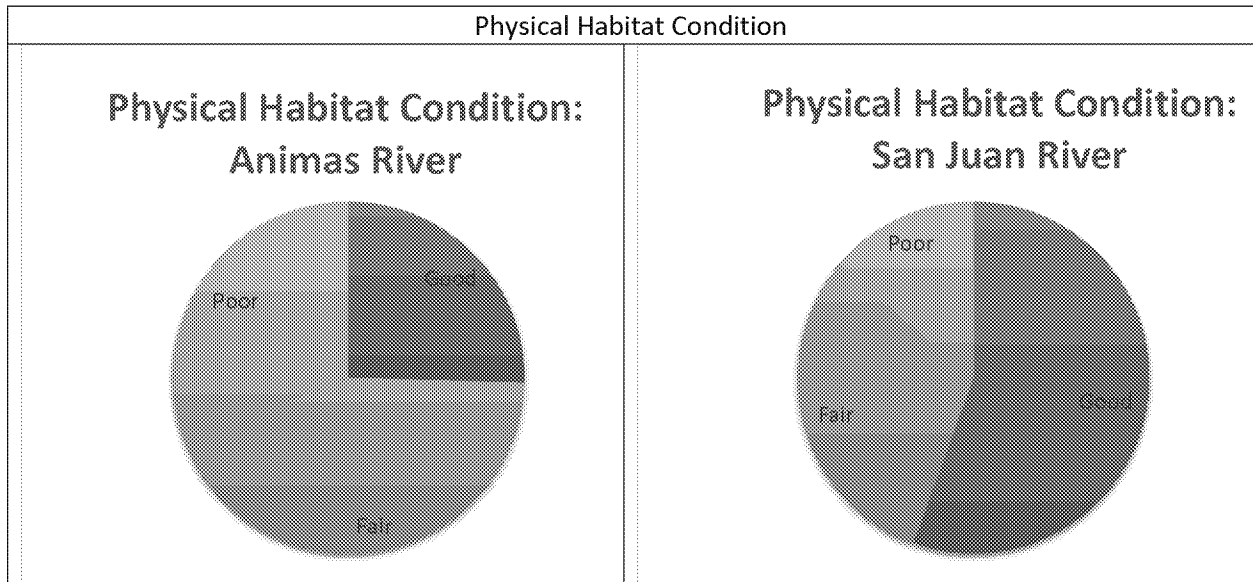 Physical Habitat Condition
Physical Habitat Condition:
Animas River
Good
Poor
Fair
Physical Habitat Condition:
San Juan River
Poor
Good
Fair